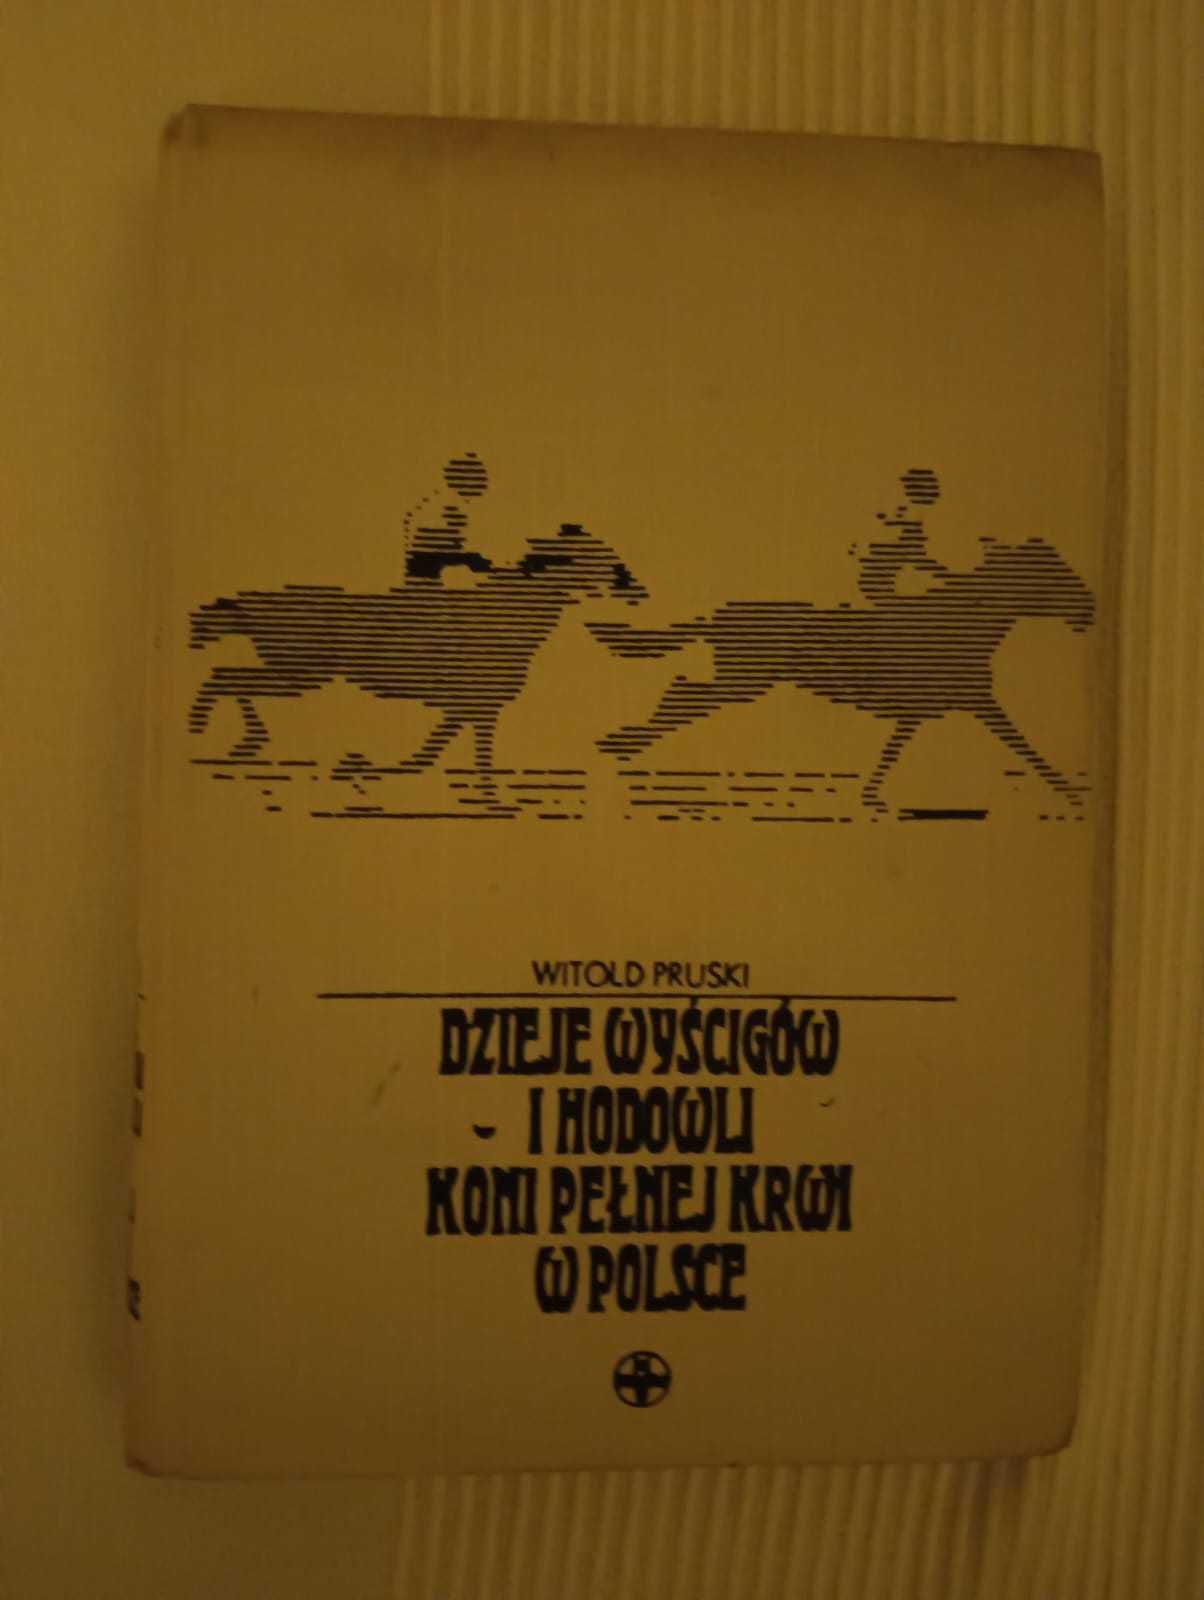 WITOLD PRUSKI
DZIEJE WYŚCIGÓW
I HODOWLI
KONI PEŁNEJ KRWI
W POLSCE